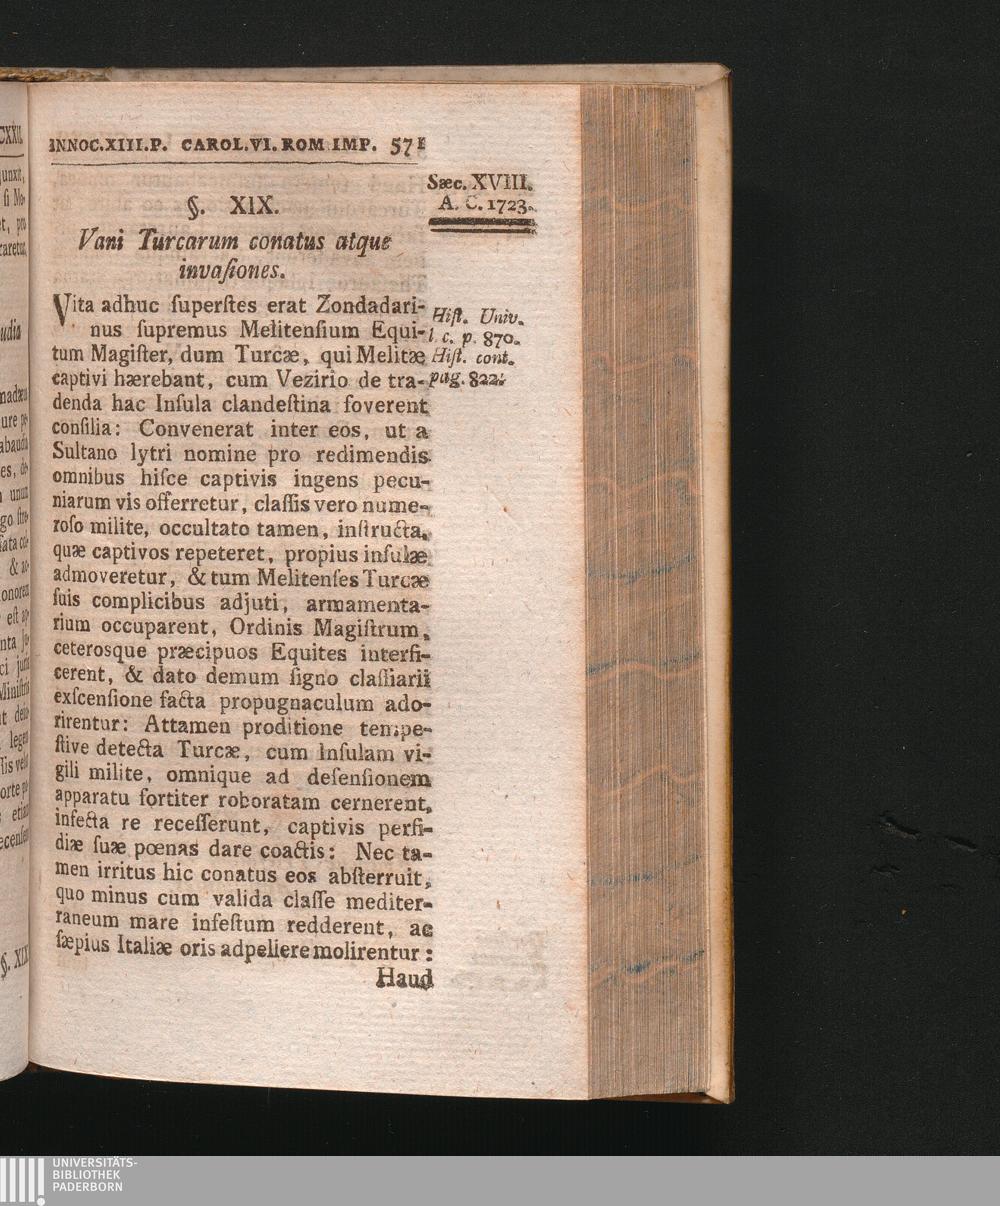 INNOC.XIII.P. CAROL.VI. ROM IMP. 57
Sæc. XVIII.
A. C. 1723.
§. XIX.
Vani Turcarum conatus atque
invaſiones.
Vita adhuc ſuperſtes erat Zondadari-
nus ſupremus Melitenſium Equi-
tum Magiſter, dum Turcæ, qui Melitæ
captivi hærebant, cum Vezirio de tra-
denda hac Inſula clandeſtina foverent
conſilia: Convenerat inter eos, ut a
Sultano lytri nomine pro redimendis
omnibus hiſce captivis ingens pecu-
niarum vis offerretur, claſſis vero nume-
roſo milite, occultato tamen, inſtructa,
quæ captivos repeteret, propius inſulæ
admoveretur, & tum Melitenſes Turcæ
ſuis complicibus adjuti, armamenta-
rium occuparent, Ordinis Magiſtrum,
ceterosque præcipuos Equites interfi-
cerent, & dato demum ſigno claſſiarii
exſcenſione facta propugnaculum ado-
rirentur: Attamen proditione tempe-
ſtive detecta Turcæ, cum Inſulam vi-
gili milite, omnique ad defenſionem
apparatu fortiter roboratam cernerent,
infecta re receſſerunt, captivis perfi-
diæ ſuæ pœnas dare coactis: Nec ta-
men irritus hic conatus eos abſterruit,
quo minus cum valida claſſe mediter-
raneum mare infeſtum redderent, ac
ſæpius Italiæ oris adpellere molirentur:
Haud
Hiſt. Univ.
l. c. p. 870.
Hiſt. cont.
pag. 822.
§. XIX
UNIVERSITÄTS-
BIBLIOTHEK
PADERBORN